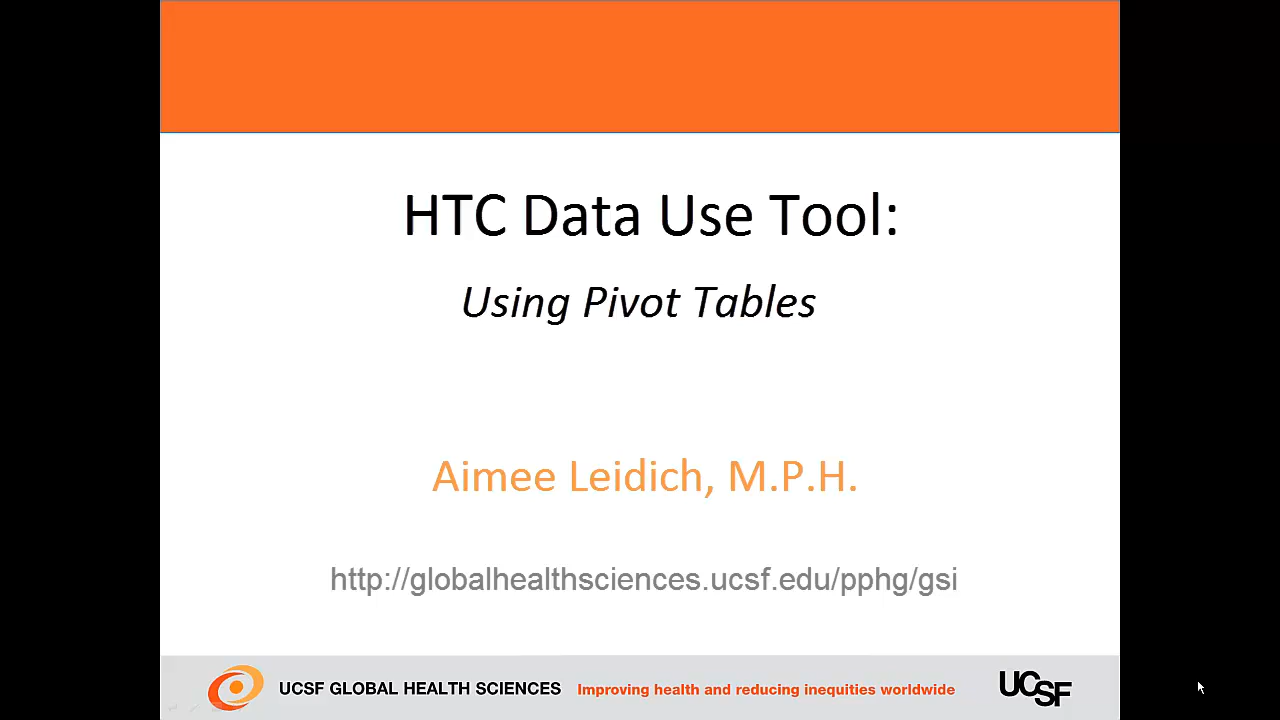 HTC Data Use Tool:
Using Pivot Tables
Aimee Leidich, M.P.H.
http://globalhealthsciences.ucsf.edu/pphg/gsi
UCSF GLOBAL HEALTH SCIENCES Improving health and reducing inequities worldwide UCSF